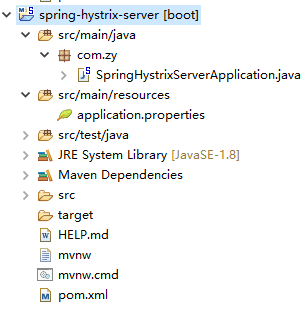 spring-hystrix-server [boot]
src/main/java
com.zy
SpringHystrixServerApplication.java
src/main/resources
application.properties
src/test/java
JRE System Library [JavaSE-1.8]
Maven Dependencies
src
target
HELP.md
mvnw
mvnw.cmd
pom.xml